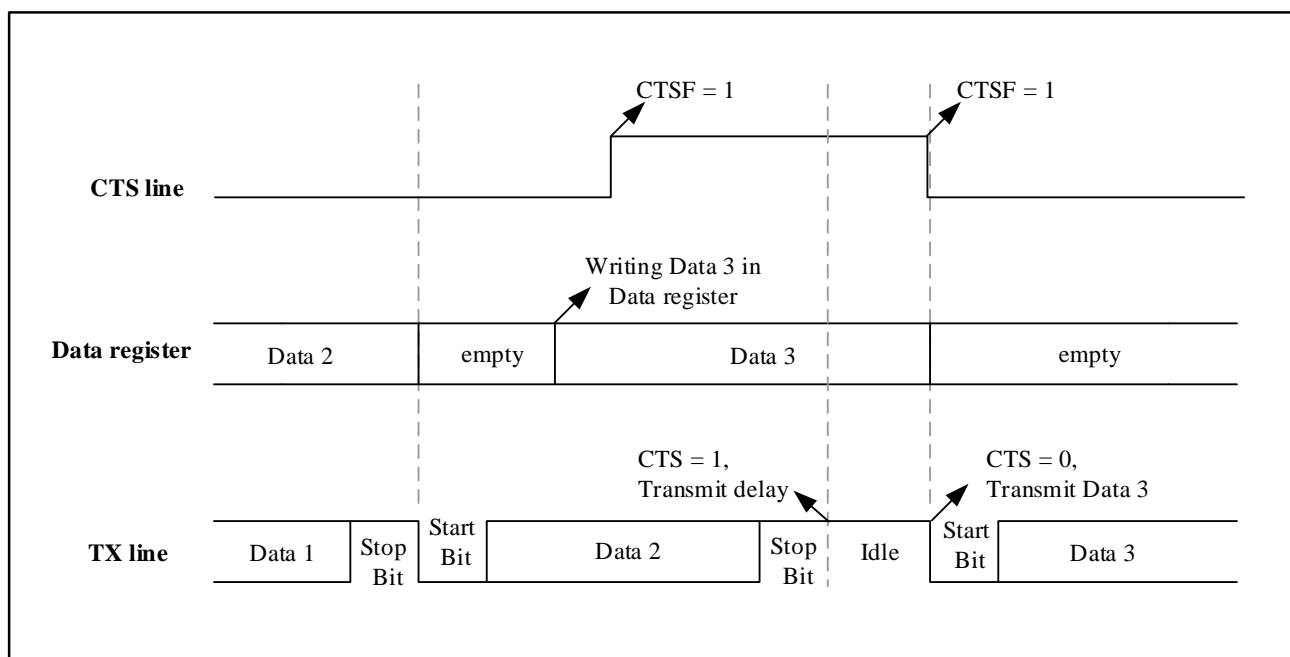 CTSF = 1
CTSF = 1
CTS line
Writing Data 3 in
Data register
Data register
Data 2
empty
Data 3
empty
CTS = 1,
Transmit delay
CTS = 0,
Transmit Data 3
TX line
Data 1
Stop
Bit
Start
Bit
Data 2
Stop
Bit
Idle
Start
Bit
Data 3